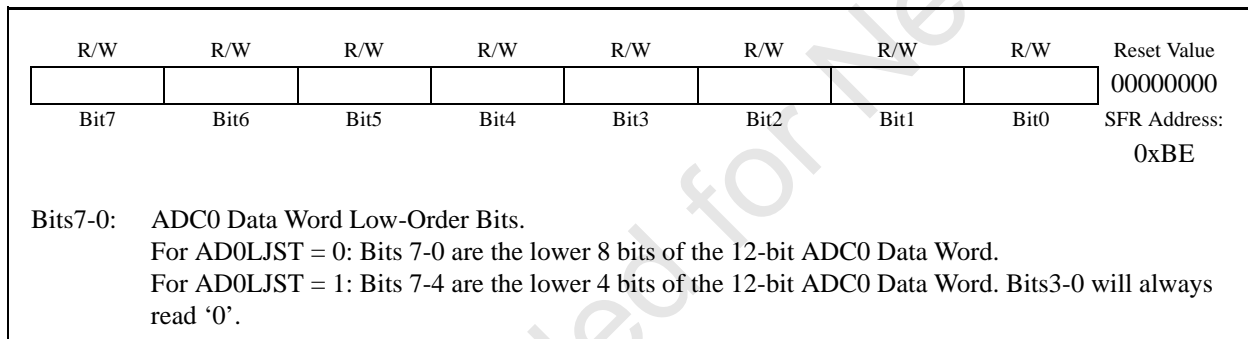 R/W R/W R/W R/W R/W R/W R/W R/W Reset Value
00000000
Bit7 Bit6 Bit5 Bit4 Bit3 Bit2 Bit1 Bit0 SFR Address:
0xBE
Bits7-0: ADC0 Data Word Low-Order Bits.
For AD0LJST = 0: Bits 7-0 are the lower 8 bits of the 12-bit ADC0 Data Word.
For AD0LJST = 1: Bits 7-4 are the lower 4 bits of the 12-bit ADC0 Data Word. Bits3-0 will always
read ‘0’.